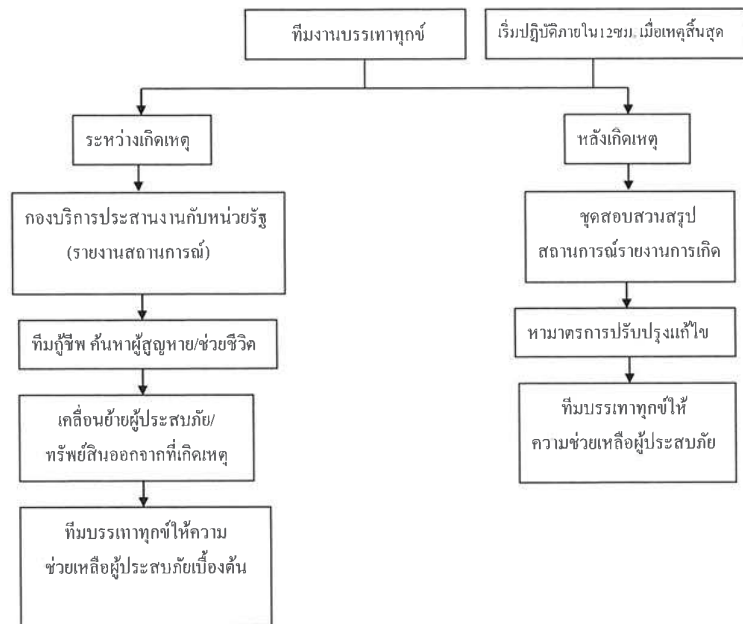 ทีมงานบรรเทาทุกข์
เริ่มปฏิบัติภายใน12ชม. เมื่อเหตุสิ้นสุด
ระหว่างเกิดเหตุ
หลังเกิดเหตุ
กองบริการประสานงานกับหน่วยรัฐ
(รายงานสถานการณ์)
ชุดสอบสวนสรุป
สถานการณ์รายงานการเกิด
ทีมกู้ชีพ ค้นหาผู้สูญหาย/ช่วยชีวิต
หามาตรการปรับปรุงแก้ไข
เคลื่อนย้ายผู้ประสบภัย/
ทรัพย์สินออกจากที่เกิดเหตุ
ทีมบรรเทาทุกข์ให้
ความช่วยเหลือผู้ประสบภัย
ทีมบรรเทาทุกข์ให้ความ
ช่วยเหลือผู้ประสบภัยเบื้องต้น